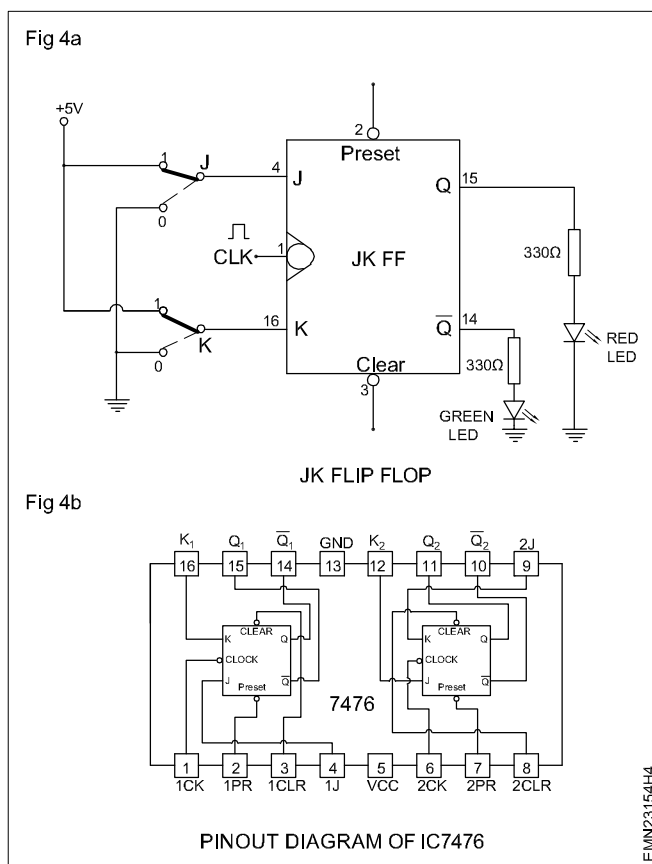 Fig 4a
+5V
2
Preset
1
J
4
J
Q
15
0
CLK
1
JK FF
330Ω
1
16
K
Q̅
14
K
0
Clear
3
330Ω
RED
LED
GREEN
LED
JK FLIP FLOP
Fig 4b
K₁ Q₁ Q̅₁ GND K₂ Q₂ Q̅₂ 2J
16 15 14 13 12 11 10 9
CLEAR
K Q
CLOCK
J Q̅
Preset
CLEAR
K Q
CLOCK
J Q̅
Preset
7476
1 2 3 4 5 6 7 8
1CK 1PR 1CLR 1J VCC 2CK 2PR 2CLR
PINOUT DIAGRAM OF IC7476
EMN23154H4